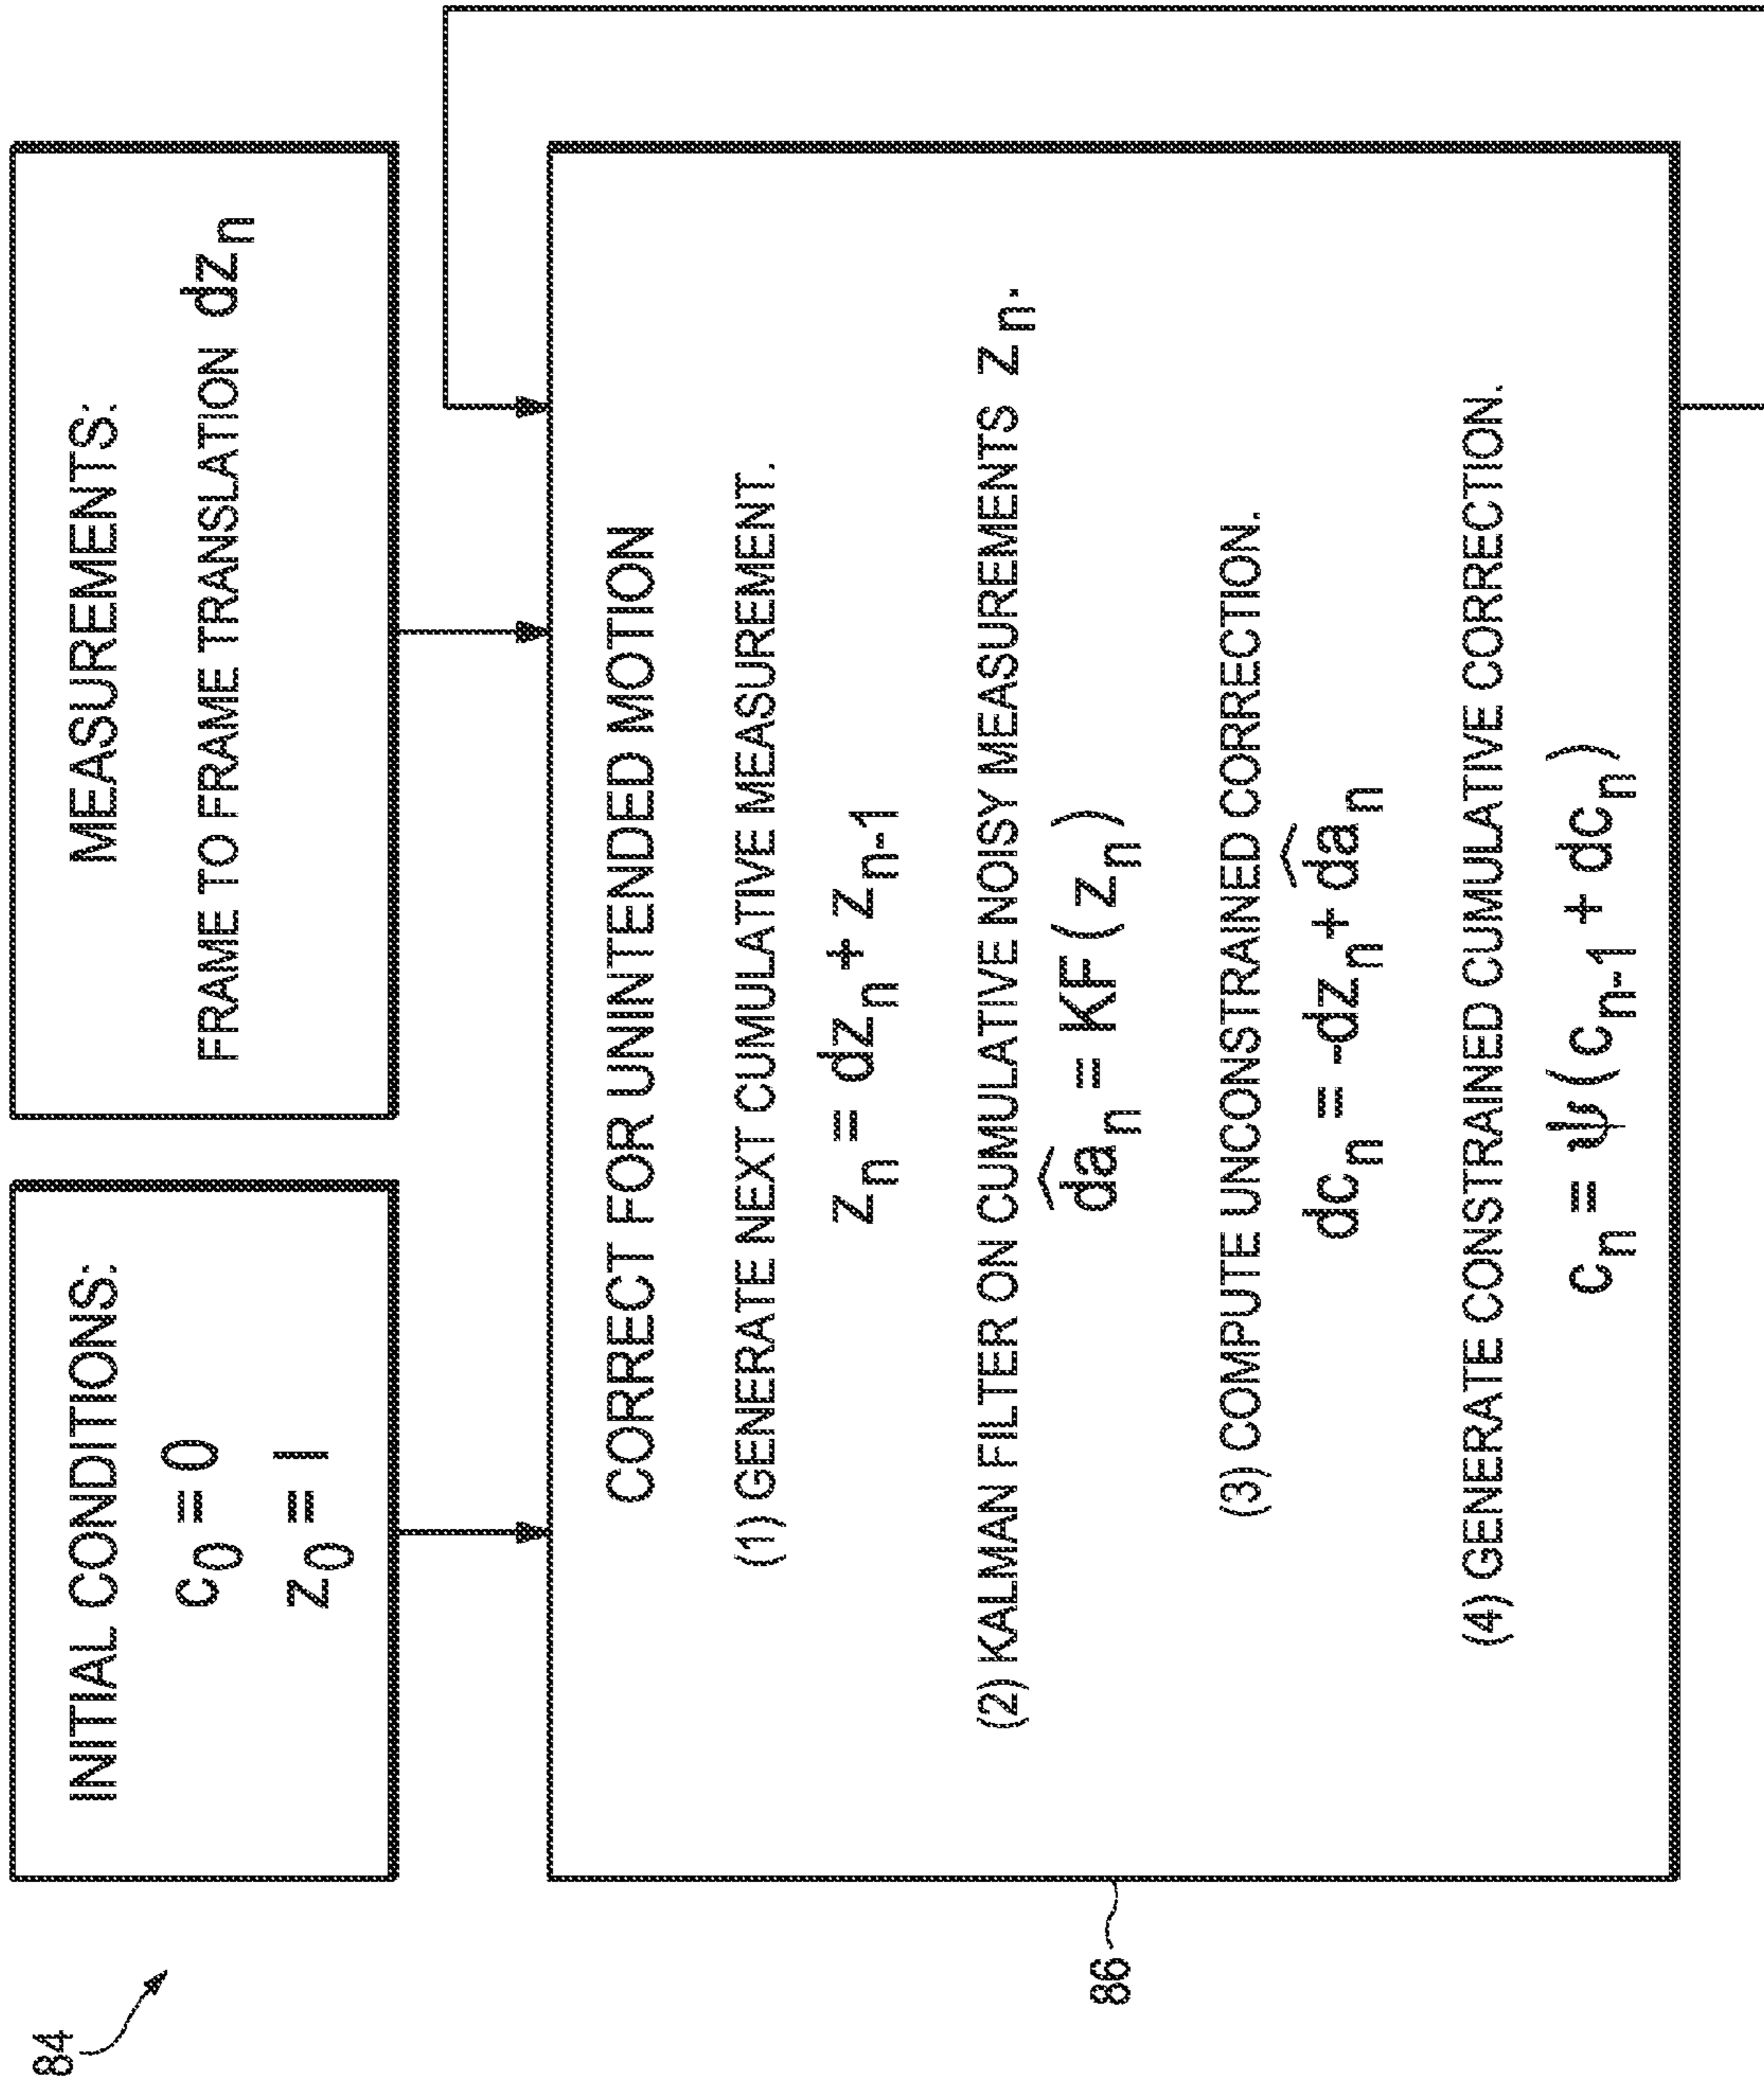 84
INITIAL CONDITIONS:
c₀ = 0
z₀ = I
MEASUREMENTS:
FRAME TO FRAME TRANSLATION dzₙ
CORRECT FOR UNINTENDED MOTION
(1) GENERATE NEXT CUMULATIVE MEASUREMENT.
zₙ = dzₙ + zₙ₋₁
(2) KALMAN FILTER ON CUMULATIVE NOISY MEASUREMENTS zₙ.
d̂aₙ = KF(zₙ)
(3) COMPUTE UNCONSTRAINED CORRECTION.
dcₙ = -dzₙ + d̂aₙ
(4) GENERATE CONSTRAINED CUMULATIVE CORRECTION.
cₙ = ψ(cₙ₋₁ + dcₙ)
86